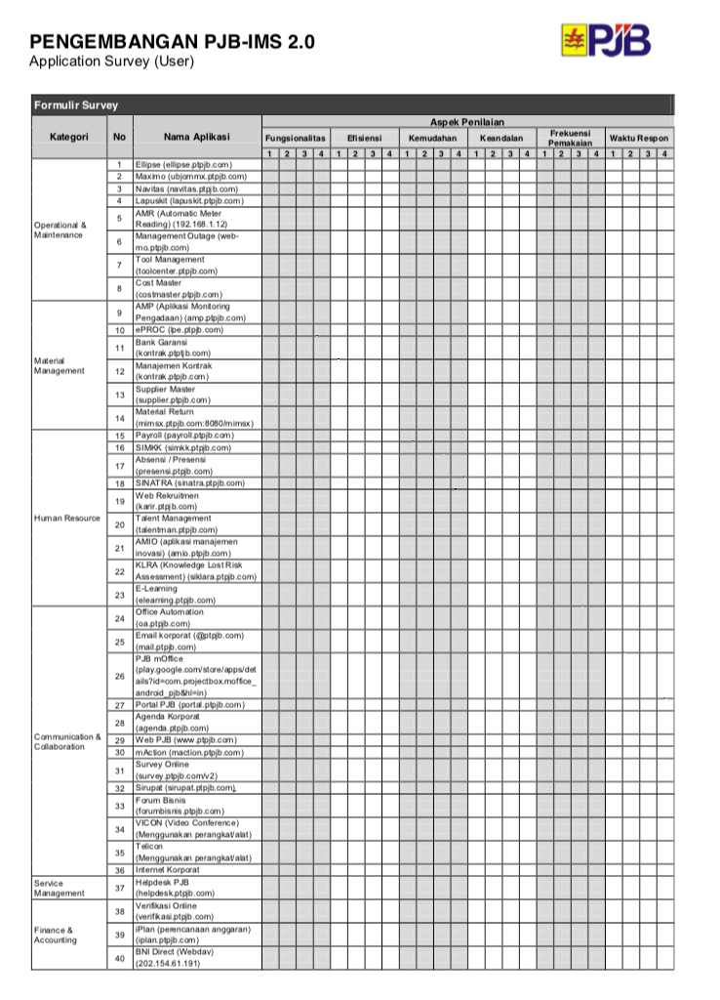 PENGEMBANGAN PJB-IMS 2.0
Application Survey (User)
PJB
Formulir Survey
Kategori No Nama Aplikasi Aspek Penilaian
Fungsionalitas Efisiensi Kemudahan Keandalan Frekuensi Pemakaian Waktu Respon
1 2 3 4 1 2 3 4 1 2 3 4 1 2 3 4 1 2 3 4 1 2 3 4
Operational &
Maintenance
1 Ellipse (ellipse.ptpjb.com)
2 Maximo (ubjommx.ptpjb.com)
3 Navitas (navitas.ptpjb.com)
4 Lapuskit (lapuskit.ptpjb.com)
5 AMR (Automatic Meter
Reading) (192.168.1.12)
6 Management Outage (web-
mo.ptpjb.com)
7 Tool Management
(toolcenter.ptpjb.com)
8 Cost Master
(costmaster.ptpjb.com)
Material
Management
9 AMP (Aplikasi Monitoring
Pengadaan) (amp.ptpjb.com)
10 ePROC (ipe.ptpjb.com)
11 Bank Garansi
(kontrak.ptpjb.com)
12 Manajemen Kontrak
(kontrak.ptpjb.com)
13 Supplier Master
(supplier.ptpjb.com)
14 Material Return
(mimsx.ptpjb.com:8080/mimsx)
Human Resource
15 Payroll (payroll.ptpjb.com)
16 SIMKK (simkk.ptpjb.com)
17 Absensi / Presensi
(presensi.ptpjb.com)
18 SINATRA (sinatra.ptpjb.com)
19 Web Rekruitmen
(karir.ptpjb.com)
20 Talent Management
(talentman.ptpjb.com)
21 AMIO (aplikasi manajemen
inovasi) (amio.ptpjb.com)
22 KLRA (Knowledge Lost Risk
Assessment) (siklara.ptpjb.com)
23 E-Learning
(elearning.ptpjb.com)
Communication &
Collaboration
24 Office Automation
(oa.ptpjb.com)
25 Email korporat (@ptpjb.com)
(mail.ptpjb.com)
26 PJB mOffice
(play.google.com/store/apps/det
ails?id=com.projectbox.moffice_
android_pjb&hl=in)
27 Portal PJB (portal.ptpjb.com)
28 Agenda Korporat
(agenda.ptpjb.com)
29 Web PJB (www.ptpjb.com)
30 mAction (maction.ptpjb.com)
31 Survey Online
(survey.ptpjb.com/v2)
32 Sirupat (sirupat.ptpjb.com)
33 Forum Bisnis
(forumbisnis.ptpjb.com)
34 VICON (Video Conference)
(Menggunakan perangkat/alat)
35 Telicon
(Menggunakan perangkat/alat)
36 Internet Korporat
Service
Management
37 Helpdesk PJB
(helpdesk.ptpjb.com)
Finance &
Accounting
38 Verifikasi Online
(verifikasi.ptpjb.com)
39 iPlan (perencanaan anggaran)
(iplan.ptpjb.com)
40 BNI Direct (Webdav)
(202.154.61.191)